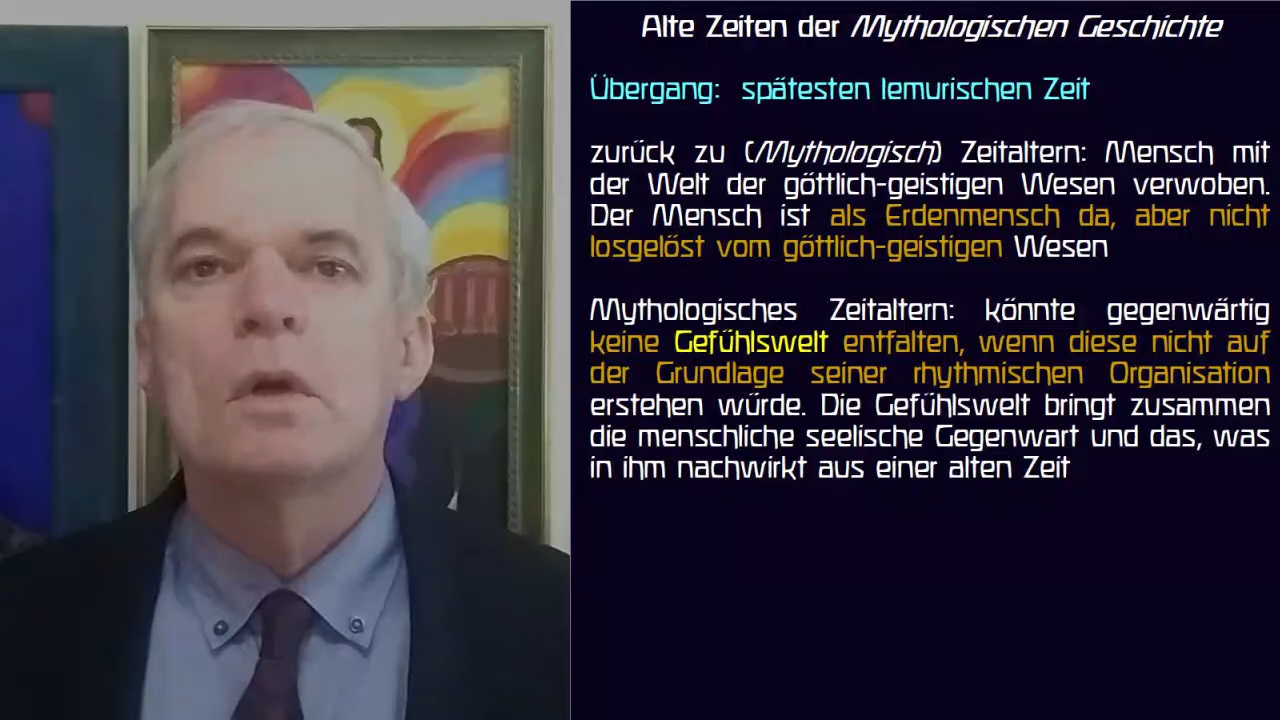 Alte Zeiten der Mythologischen Geschichte
Übergang: spätesten lemurischen Zeit
zurück zu (Mythologisch) Zeitaltern: Mensch mit
der Welt der göttlich-geistigen Wesen verwoben.
Der Mensch ist als Erdenmensch da, aber nicht
losgelöst vom göttlich-geistigen Wesen
Mythologisches Zeitaltern: könnte gegenwärtig
keine Gefühlswelt entfalten, wenn diese nicht auf
der Grundlage seiner rhythmischen Organisation
erstehen würde. Die Gefühlswelt bringt zusammen
die menschliche seelische Gegenwart und das, was
in ihm nachwirkt aus einer alten Zeit